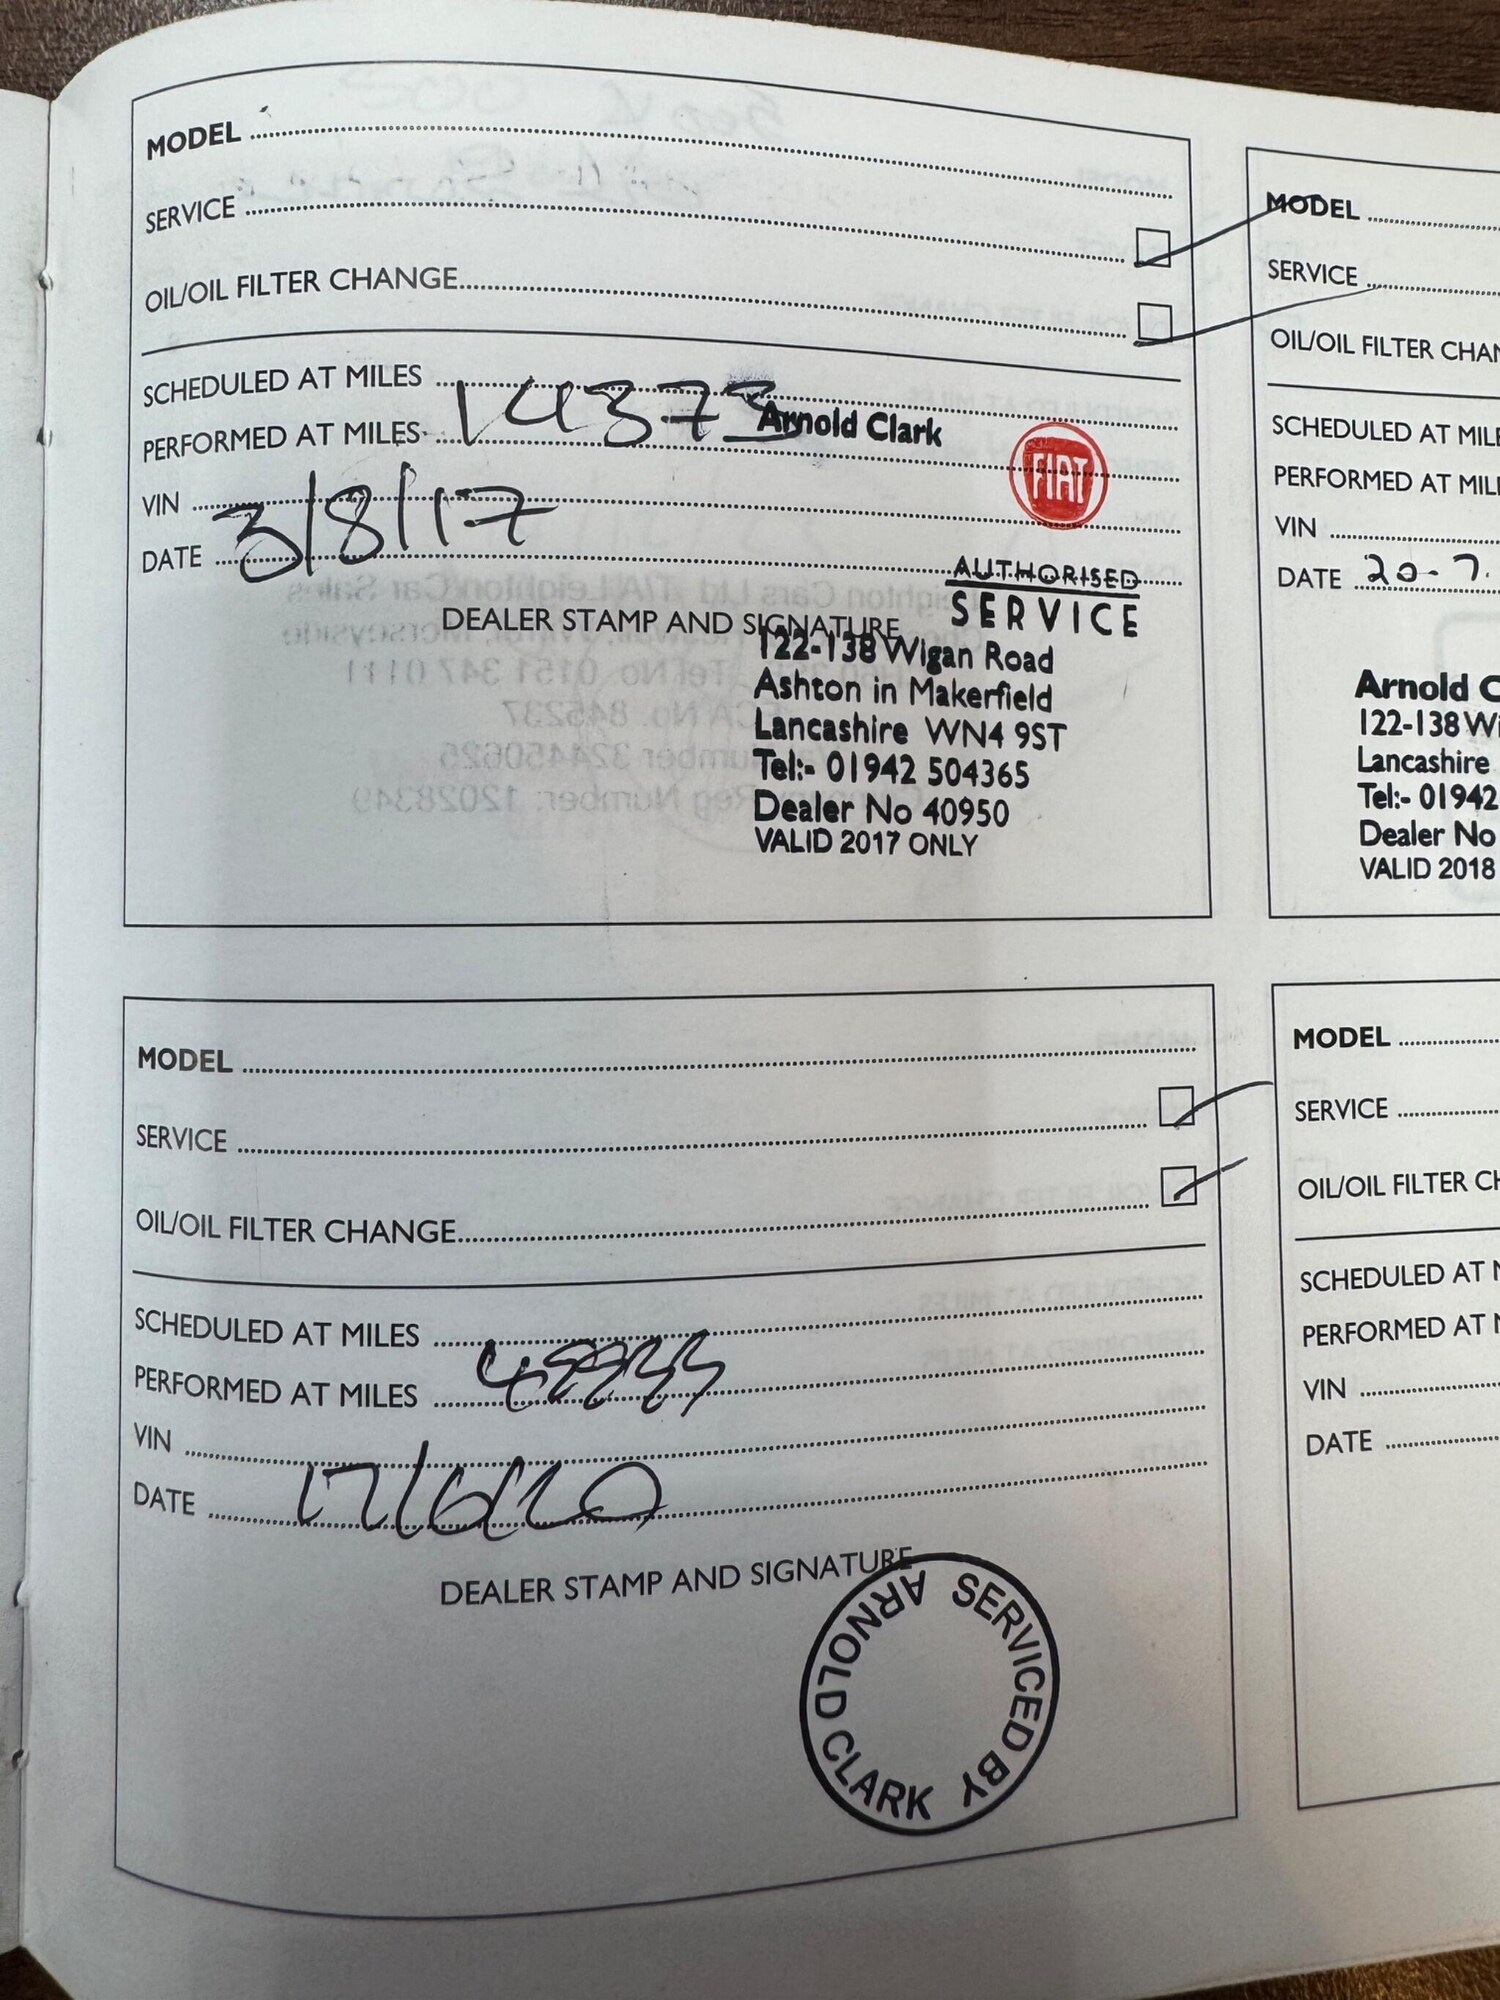 MODEL
SERVICE
OIL/OIL FILTER CHANGE
SCHEDULED AT MILES
PERFORMED AT MILES 14373
VIN
DATE 3/8/17
Arnold Clark
FIAT
AUTHORISED
SERVICE
DEALER STAMP AND SIGNATURE
122-138 Wigan Road
Ashton in Makerfield
Lancashire WN4 9ST
Tel:- 01942 504365
Dealer No 40950
VALID 2017 ONLY
MODEL
SERVICE
OIL/OIL FILTER
SCHEDULED AT
PERFORMED AT
VIN
DATE 20-7.
Arnold
122-138
Lancashire
Tel:- 01942
Dealer No
VALID 2018
MODEL
SERVICE
OIL/OIL FILTER CHANGE
SCHEDULED AT MILES
PERFORMED AT MILES
VIN
DATE 17/6/20
DEALER STAMP AND SIGNATURE
SERVICED BY
ARNOLD CLARK
MODEL
SERVICE
OIL/OIL FILTER
SCHEDULED AT
PERFORMED AT
VIN
DATE